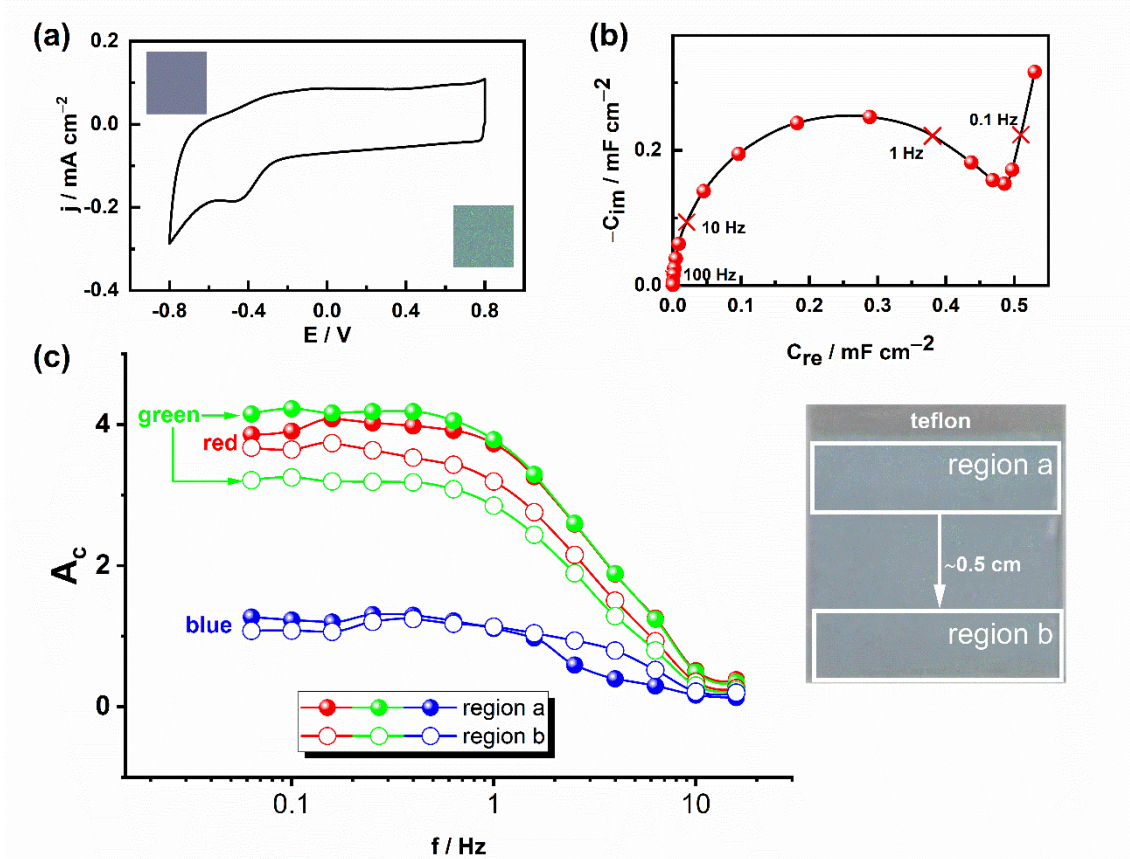 (a)
0.2
0.0
-0.2
-0.4
j / mA cm⁻²
-0.8
-0.4
0.0
0.4
0.8
E / V
(b)
0.2
0.0
-C_im / mF cm⁻²
0.1 Hz
1 Hz
10 Hz
100 Hz
0.0
0.1
0.2
0.3
0.4
0.5
C_re / mF cm⁻²
(c)
4
2
0
A_c
green
red
blue
region a
region b
0.1
1
10
f / Hz
teflon
region a
~0.5 cm
region b